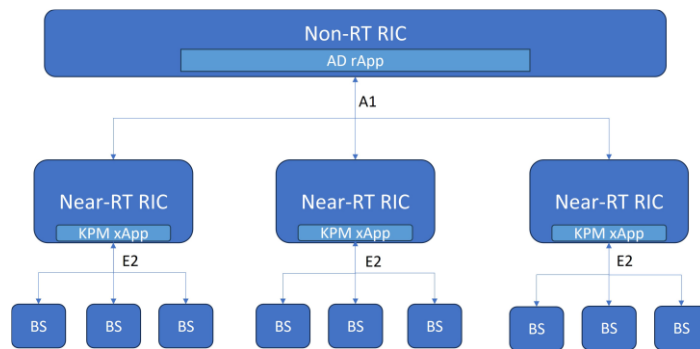 Non-RT RIC
AD rApp
A1
Near-RT RIC
KPM xApp
Near-RT RIC
KPM xApp
Near-RT RIC
KPM xApp
E2
E2
E2
BS
BS
BS
BS
BS
BS
BS
BS
BS